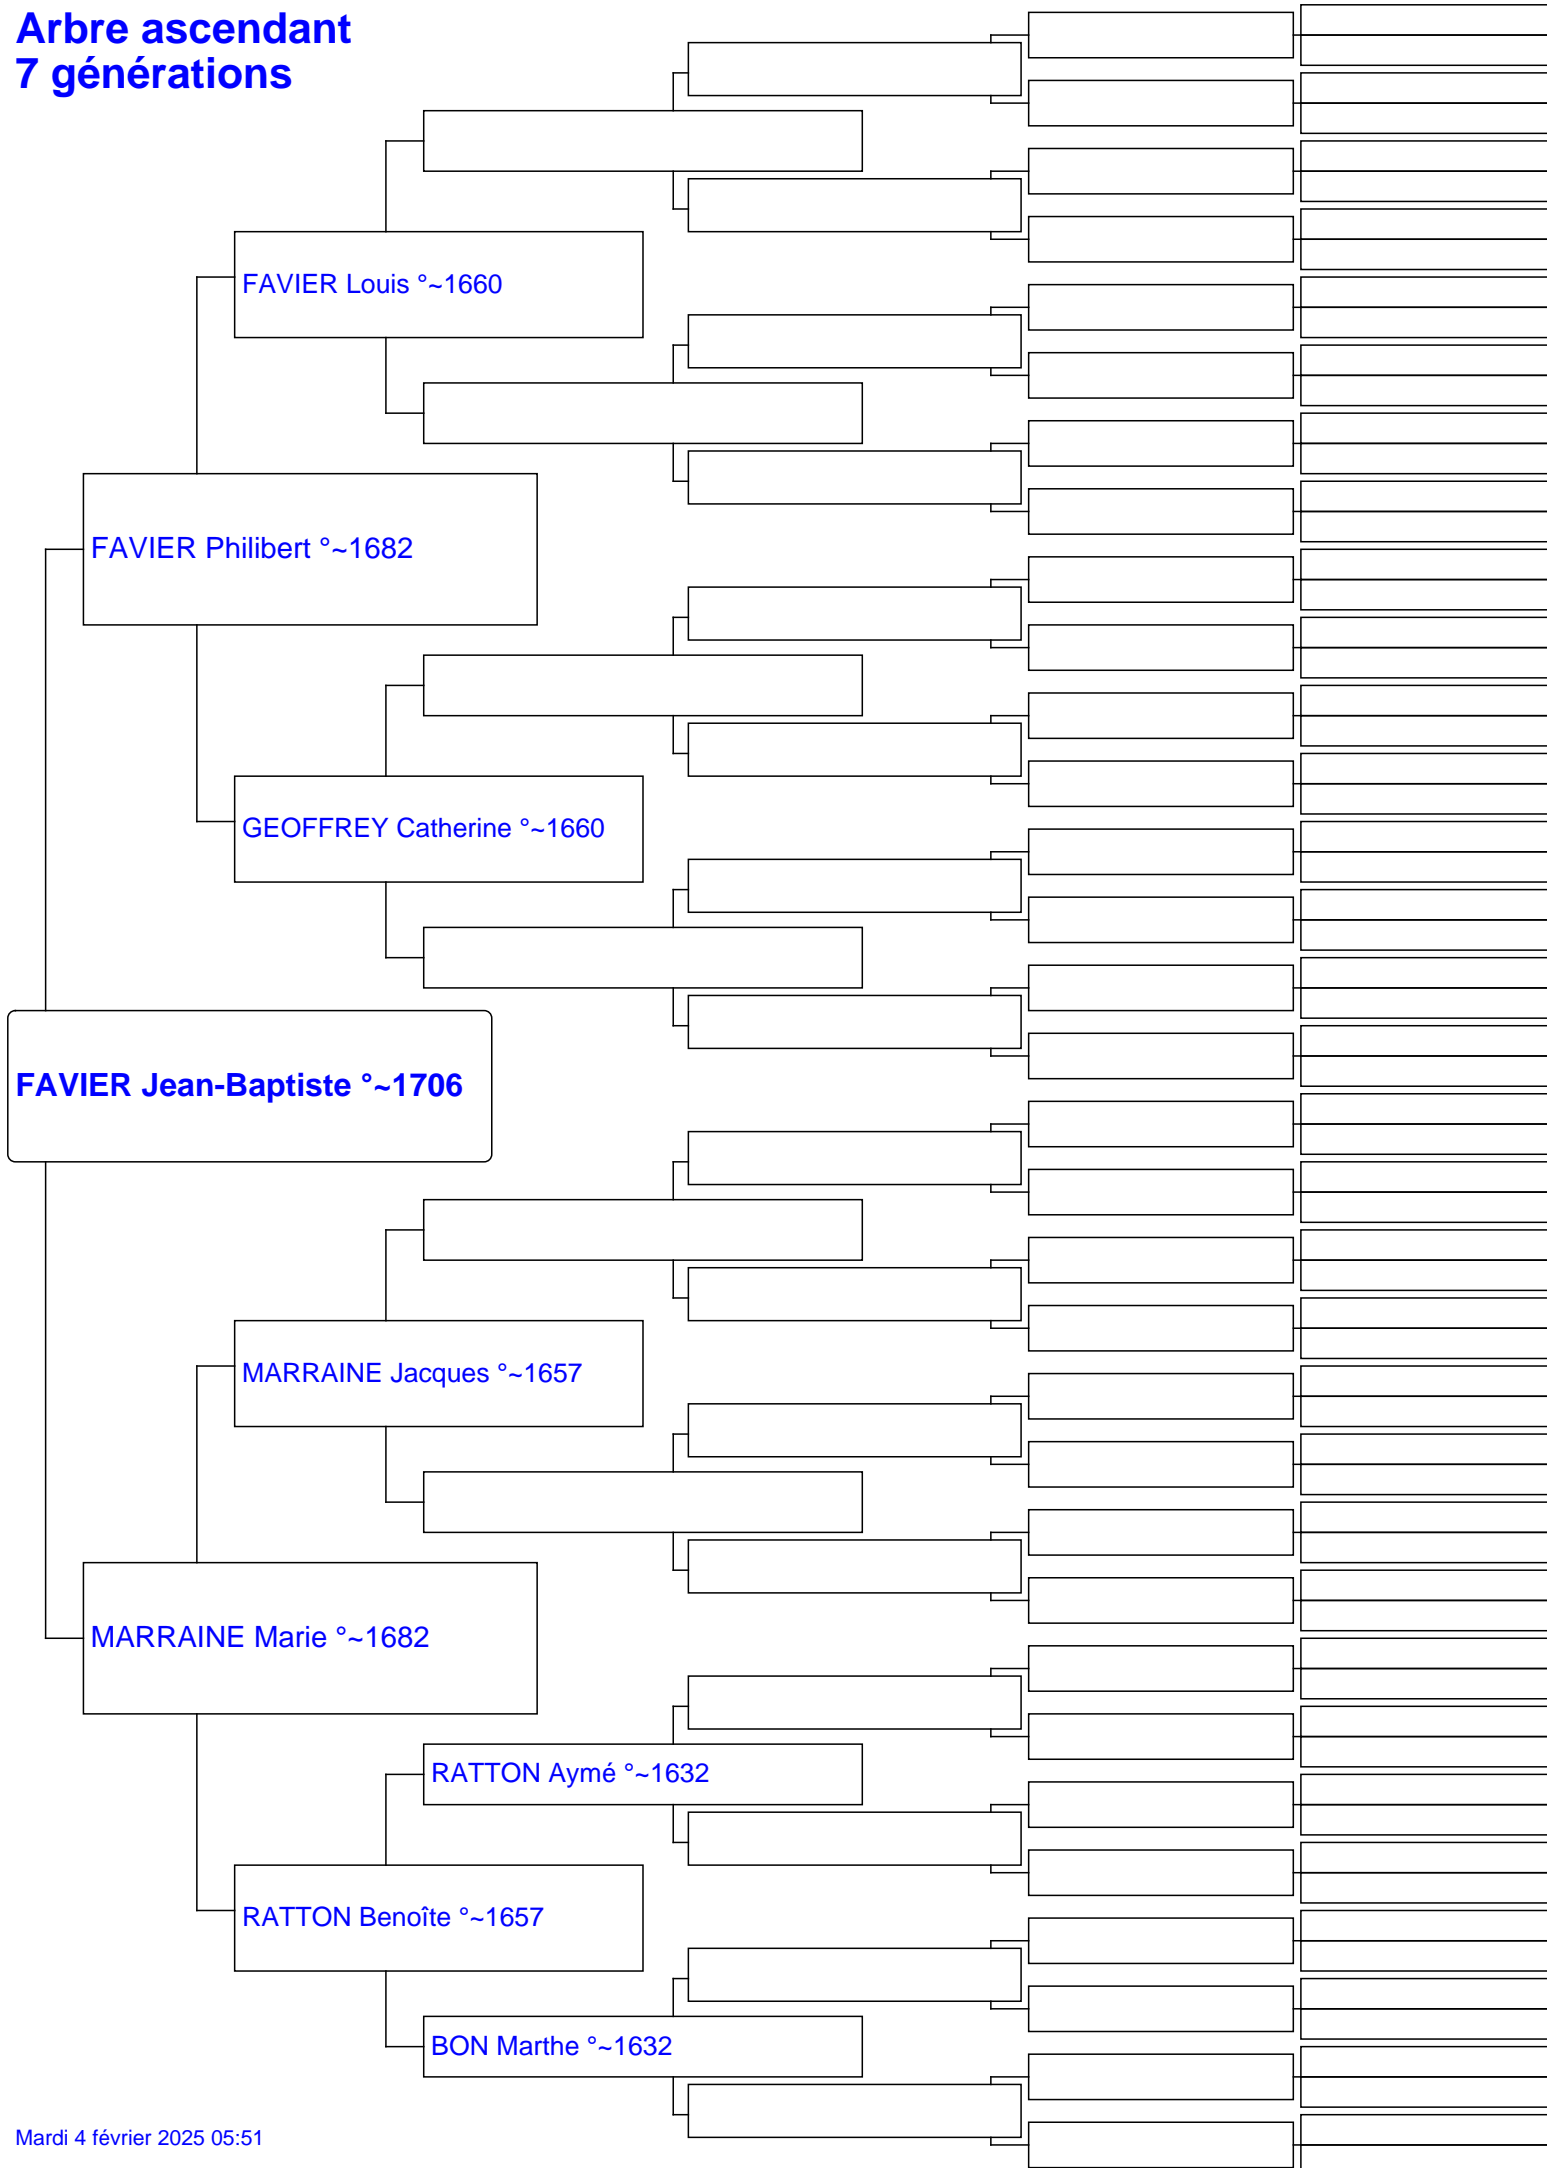 Arbre ascendant
7 générations
FAVIER Louis °~1660
FAVIER Philibert °~1682
GEOFFREY Catherine °~1660
FAVIER Jean-Baptiste °~1706
MARRAINE Jacques °~1657
MARRAINE Marie °~1682
RATTON Aymé °~1632
RATTON Benoîte °~1657
BON Marthe °~1632
Mardi 4 février 2025 05:51